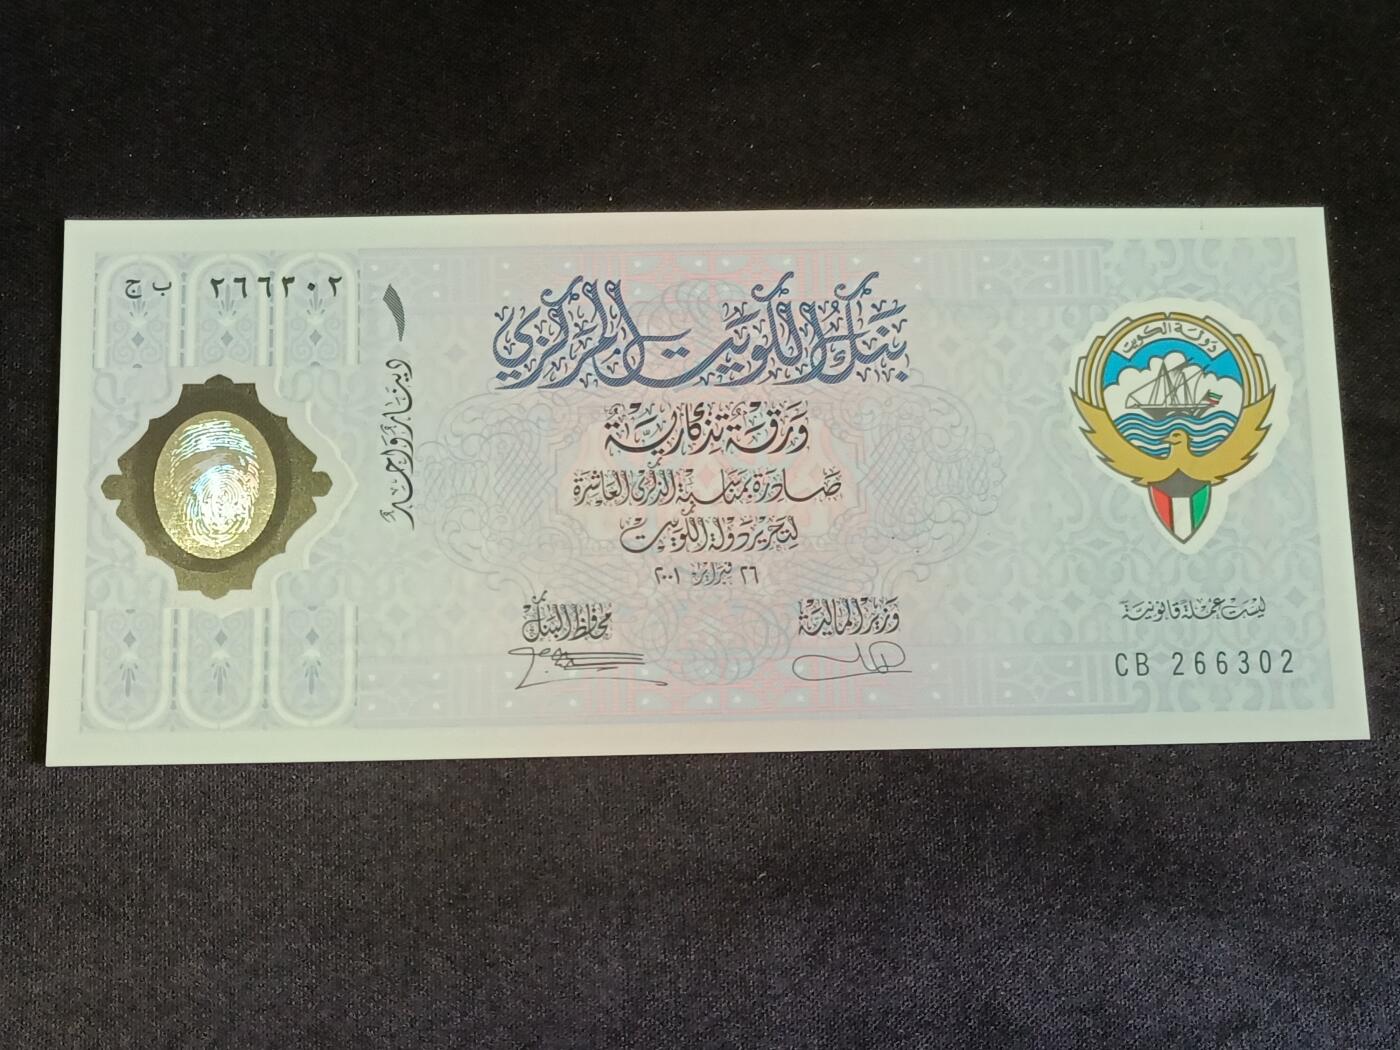 ج ب ٢٦٦٣٠٢
١
دينار واحد
بنك الكويت المركزي
ورقة تذكارية
صادرة بمناسبة الذكرى العاشرة
لتحرير دولة الكويت
٢٦ فبراير ٢٠٠١
وزير المالية
محافظ البنك
دولة الكويت
ليست عملة قانونية
CB 266302